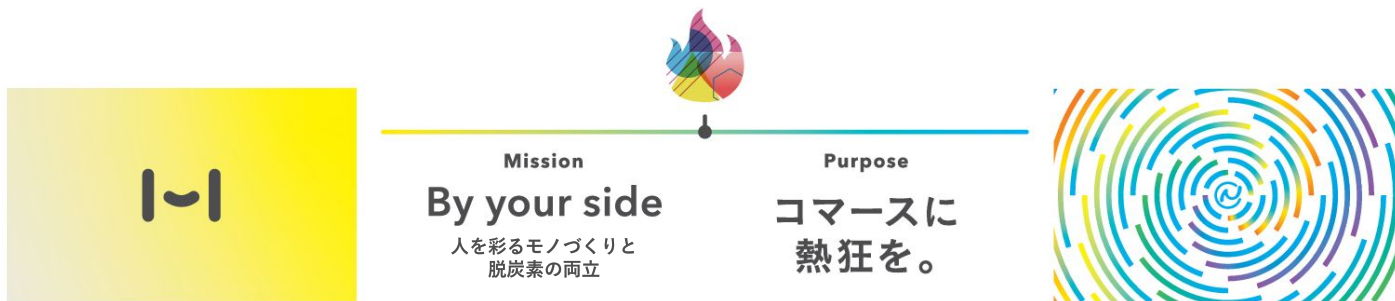 Mission
By your side
人を彩るモノづくりと
脱炭素の両立
Purpose
コマースに
熱狂を。